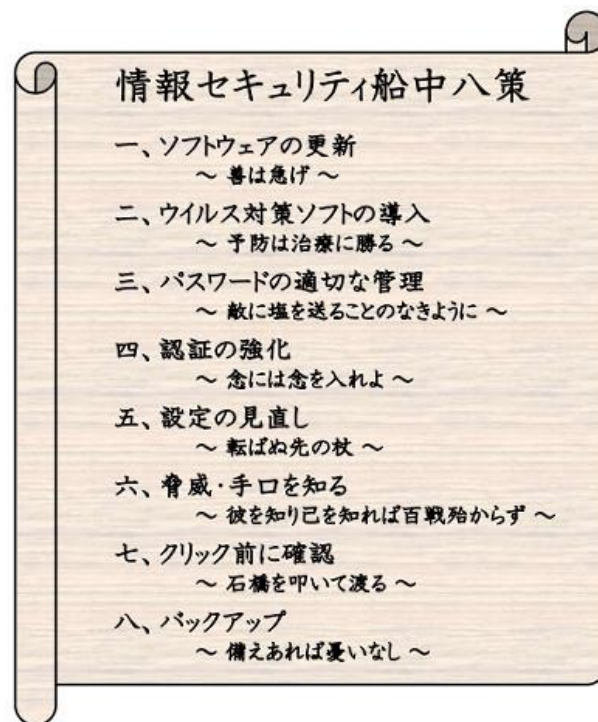 情報セキュリティ船中八策
一、ソフトウェアの更新
～ 善は急げ ～
二、ウイルス対策ソフトの導入
～ 予防は治療に勝る ～
三、パスワードの適切な管理
～ 敵に塩を送ることのなきように ～
四、認証の強化
～ 念には念を入れよ ～
五、設定の見直し
～ 転ばぬ先の杖 ～
六、脅威・手口を知る
～ 彼を知り己を知れば百戦殆からず ～
七、クリック前に確認
～ 石橋を叩いて渡る ～
八、バックアップ
～ 備えあれば憂いなし ～